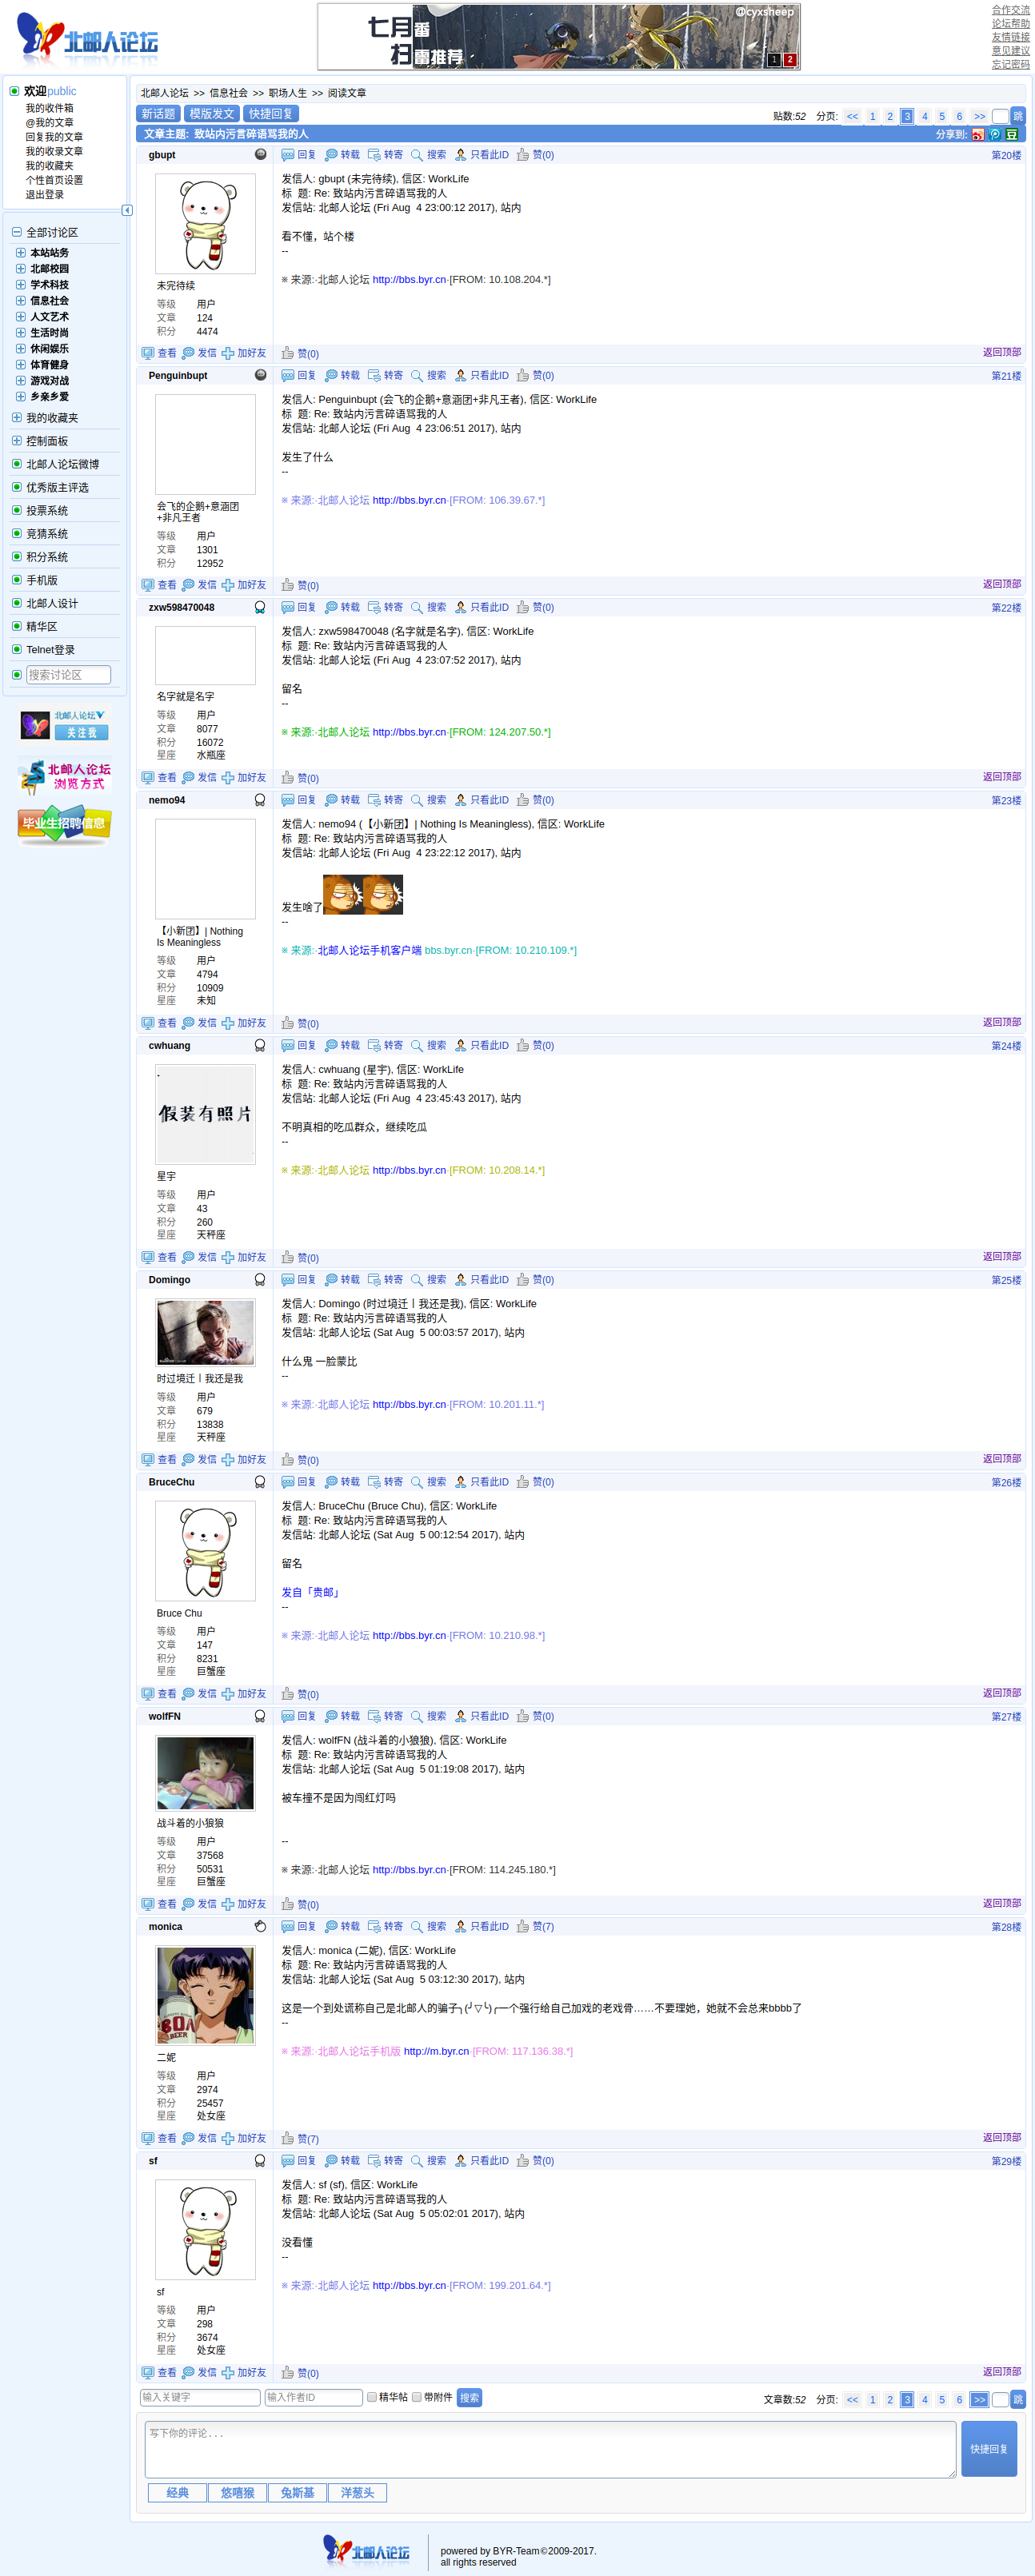 北邮人论坛
七月番
扫雷推荐
@cyxsheep
1 2
合作交流
论坛帮助
友情链接
意见建议
忘记密码
欢迎public
我的收件箱
@我的文章
回复我的文章
我的收录文章
我的收藏夹
个性首页设置
退出登录
全部讨论区
本站站务
北邮校园
学术科技
信息社会
人文艺术
生活时尚
休闲娱乐
体育健身
游戏对战
乡亲乡爱
我的收藏夹
控制面板
北邮人论坛微博
优秀版主评选
投票系统
竞猜系统
积分系统
手机版
北邮人设计
精华区
Telnet登录
搜索讨论区
北邮人论坛
关注我
北邮人论坛
浏览方式
毕业生招聘信息
北邮人论坛 >> 信息社会 >> 职场人生 >> 阅读文章
新话题 模版发文 快捷回复
贴数:52 分页: << 1 2 3 4 5 6 >> 跳
文章主题: 致站内污言碎语骂我的人 分享到: 豆
gbupt 回复 转载 转寄 搜索 只看此ID 赞(0) 第20楼
发信人: gbupt (未完待续), 信区: WorkLife
标 题: Re: 致站内污言碎语骂我的人
发信站: 北邮人论坛 (Fri Aug 4 23:00:12 2017), 站内
看不懂，站个楼
--
※ 来源:·北邮人论坛 http://bbs.byr.cn·[FROM: 10.108.204.*]
未完待续
等级 用户
文章 124
积分 4474
查看 发信 加好友 赞(0) 返回顶部
Penguinbupt 回复 转载 转寄 搜索 只看此ID 赞(0) 第21楼
发信人: Penguinbupt (会飞的企鹅+意涵团+非凡王者), 信区: WorkLife
标 题: Re: 致站内污言碎语骂我的人
发信站: 北邮人论坛 (Fri Aug 4 23:06:51 2017), 站内
发生了什么
--
※ 来源:·北邮人论坛 http://bbs.byr.cn·[FROM: 106.39.67.*]
会飞的企鹅+意涵团
+非凡王者
等级 用户
文章 1301
积分 12952
查看 发信 加好友 赞(0) 返回顶部
zxw598470048 回复 转载 转寄 搜索 只看此ID 赞(0) 第22楼
发信人: zxw598470048 (名字就是名字), 信区: WorkLife
标 题: Re: 致站内污言碎语骂我的人
发信站: 北邮人论坛 (Fri Aug 4 23:07:52 2017), 站内
留名
--
※ 来源:·北邮人论坛 http://bbs.byr.cn·[FROM: 124.207.50.*]
名字就是名字
等级 用户
文章 8077
积分 16072
星座 水瓶座
查看 发信 加好友 赞(0) 返回顶部
nemo94 回复 转载 转寄 搜索 只看此ID 赞(0) 第23楼
发信人: nemo94 (【小新团】| Nothing Is Meaningless), 信区: WorkLife
标 题: Re: 致站内污言碎语骂我的人
发信站: 北邮人论坛 (Fri Aug 4 23:22:12 2017), 站内
发生啥了
--
※ 来源:·北邮人论坛手机客户端 bbs.byr.cn·[FROM: 10.210.109.*]
【小新团】| Nothing
Is Meaningless
等级 用户
文章 4794
积分 10909
星座 未知
查看 发信 加好友 赞(0) 返回顶部
cwhuang 回复 转载 转寄 搜索 只看此ID 赞(0) 第24楼
发信人: cwhuang (星宇), 信区: WorkLife
标 题: Re: 致站内污言碎语骂我的人
发信站: 北邮人论坛 (Fri Aug 4 23:45:43 2017), 站内
不明真相的吃瓜群众，继续吃瓜
--
※ 来源:·北邮人论坛 http://bbs.byr.cn·[FROM: 10.208.14.*]
假装有照片
星宇
等级 用户
文章 43
积分 260
星座 天秤座
查看 发信 加好友 赞(0) 返回顶部
Domingo 回复 转载 转寄 搜索 只看此ID 赞(0) 第25楼
发信人: Domingo (时过境迁丨我还是我), 信区: WorkLife
标 题: Re: 致站内污言碎语骂我的人
发信站: 北邮人论坛 (Sat Aug 5 00:03:57 2017), 站内
什么鬼 一脸蒙比
--
※ 来源:·北邮人论坛 http://bbs.byr.cn·[FROM: 10.201.11.*]
时过境迁丨我还是我
等级 用户
文章 679
积分 13838
星座 天秤座
查看 发信 加好友 赞(0) 返回顶部
BruceChu 回复 转载 转寄 搜索 只看此ID 赞(0) 第26楼
发信人: BruceChu (Bruce Chu), 信区: WorkLife
标 题: Re: 致站内污言碎语骂我的人
发信站: 北邮人论坛 (Sat Aug 5 00:12:54 2017), 站内
留名
发自「贵邮」
--
※ 来源:·北邮人论坛 http://bbs.byr.cn·[FROM: 10.210.98.*]
Bruce Chu
等级 用户
文章 147
积分 8231
星座 巨蟹座
查看 发信 加好友 赞(0) 返回顶部
wolfFN 回复 转载 转寄 搜索 只看此ID 赞(0) 第27楼
发信人: wolfFN (战斗着的小狼狼), 信区: WorkLife
标 题: Re: 致站内污言碎语骂我的人
发信站: 北邮人论坛 (Sat Aug 5 01:19:08 2017), 站内
被车撞不是因为闯红灯吗
--
※ 来源:·北邮人论坛 http://bbs.byr.cn·[FROM: 114.245.180.*]
战斗着的小狼狼
等级 用户
文章 37568
积分 50531
星座 巨蟹座
查看 发信 加好友 赞(0) 返回顶部
monica 回复 转载 转寄 搜索 只看此ID 赞(7) 第28楼
发信人: monica (二妮), 信区: WorkLife
标 题: Re: 致站内污言碎语骂我的人
发信站: 北邮人论坛 (Sat Aug 5 03:12:30 2017), 站内
这是一个到处谎称自己是北邮人的骗子╮(╯▽╰)╭一个强行给自己加戏的老戏骨……不要理她，她就不会总来bbbb了
--
※ 来源:·北邮人论坛手机版 http://m.byr.cn·[FROM: 117.136.38.*]
BOA
BEER
二妮
等级 用户
文章 2974
积分 25457
星座 处女座
查看 发信 加好友 赞(7) 返回顶部
sf 回复 转载 转寄 搜索 只看此ID 赞(0) 第29楼
发信人: sf (sf), 信区: WorkLife
标 题: Re: 致站内污言碎语骂我的人
发信站: 北邮人论坛 (Sat Aug 5 05:02:01 2017), 站内
没看懂
--
※ 来源:·北邮人论坛 http://bbs.byr.cn·[FROM: 199.201.64.*]
sf
等级 用户
文章 298
积分 3674
星座 处女座
查看 发信 加好友 赞(0) 返回顶部
输入关键字 输入作者ID 精华帖 带附件 搜索
文章数:52 分页: << 1 2 3 4 5 6 >> 跳
写下你的评论...
快捷回复
经典 悠嘻猴 兔斯基 洋葱头
北邮人论坛
powered by BYR-Team©2009-2017.
all rights reserved